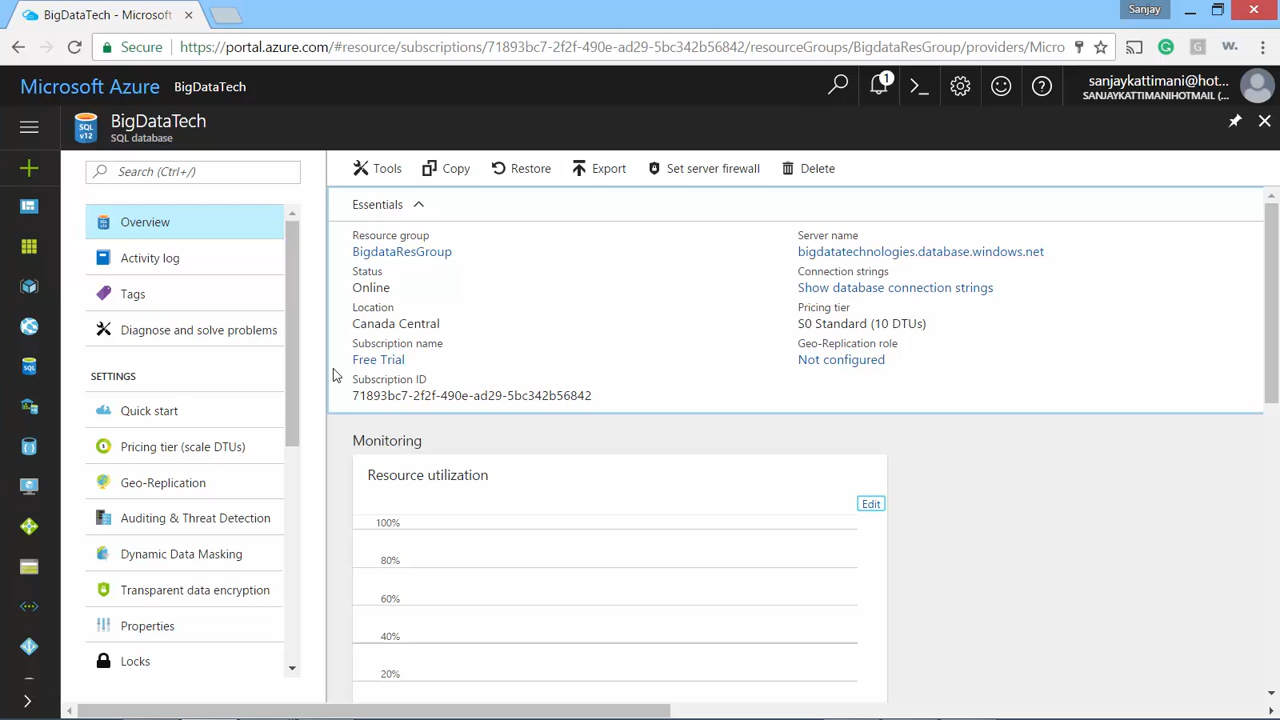 BigDataTech - Microsoft
Sanjay
Secure
https://portal.azure.com/#resource/subscriptions/71893bc7-2f2f-490e-ad29-5bc342b56842/resourceGroups/BigdataResGroup/providers/Micro
W.
Microsoft Azure
BigDataTech
1
sanjaykattimani@hot...
SANJAYKATTIMANIHOTMAIL (...
SQL v12
BigDataTech
SQL database
Search (Ctrl+/)
Overview
Activity log
Tags
Diagnose and solve problems
SETTINGS
Quick start
Pricing tier (scale DTUs)
Geo-Replication
Auditing & Threat Detection
Dynamic Data Masking
Transparent data encryption
Properties
Locks
Tools
Copy
Restore
Export
Set server firewall
Delete
Essentials
Resource group
BigdataResGroup
Status
Online
Location
Canada Central
Subscription name
Free Trial
Subscription ID
71893bc7-2f2f-490e-ad29-5bc342b56842
Server name
bigdatatechnologies.database.windows.net
Connection strings
Show database connection strings
Pricing tier
S0 Standard (10 DTUs)
Geo-Replication role
Not configured
Monitoring
Resource utilization
Edit
100%
80%
60%
40%
20%